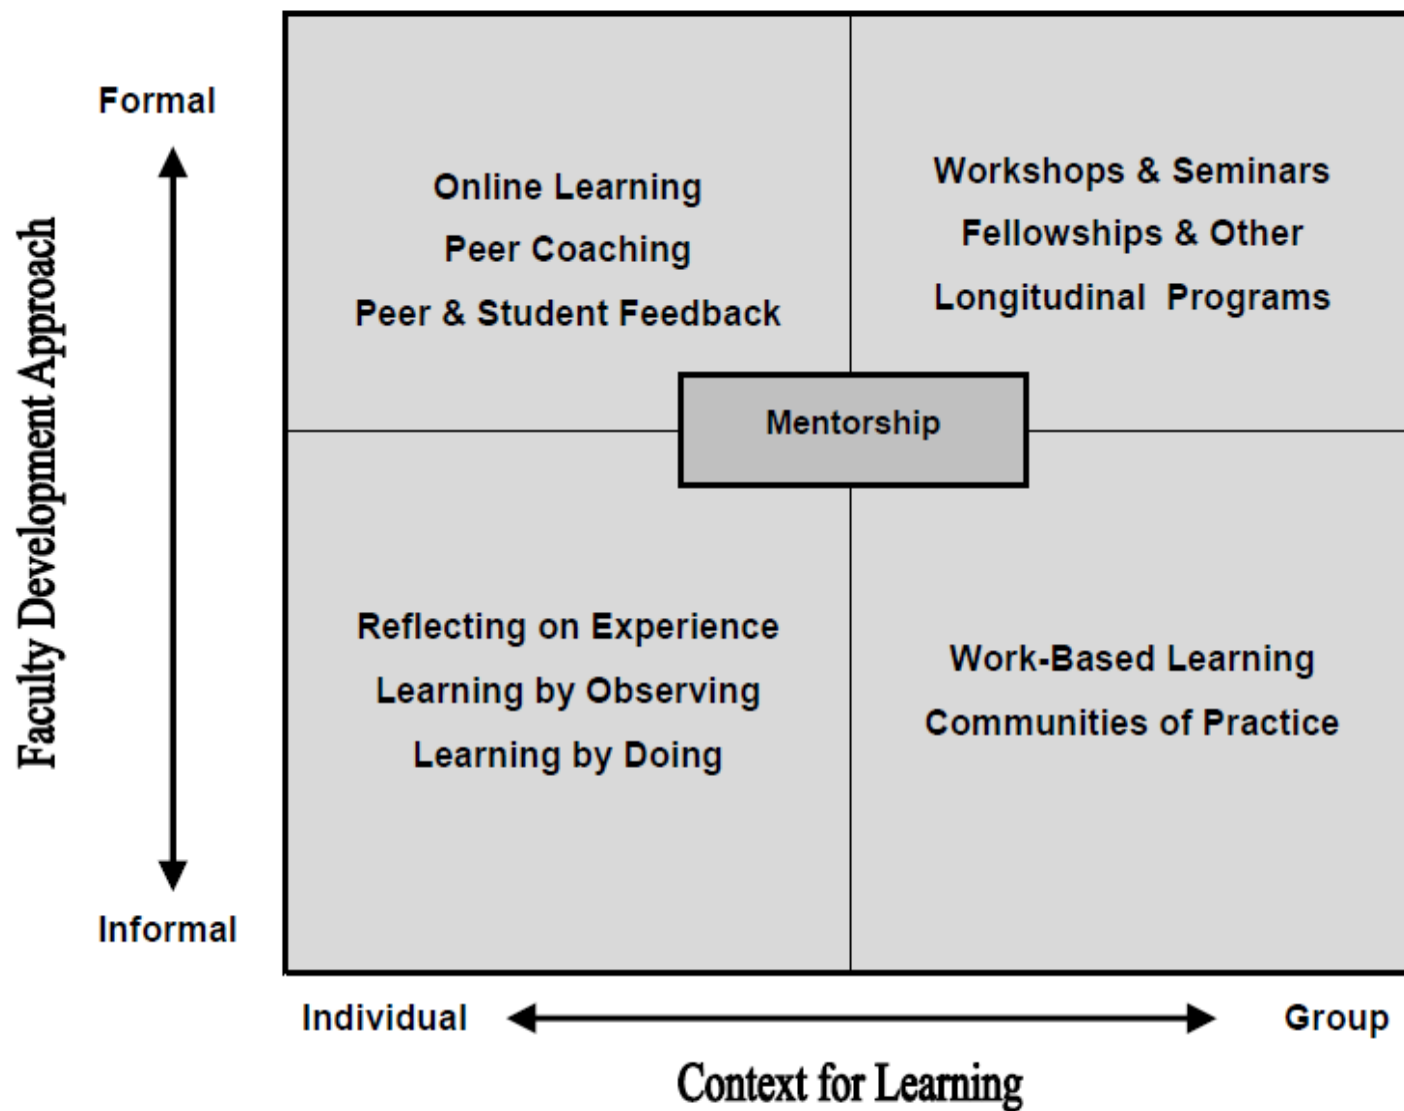 Formal
Faculty Development Approach
Informal
Online Learning
Peer Coaching
Peer & Student Feedback
Workshops & Seminars
Fellowships & Other
Longitudinal Programs
Mentorship
Reflecting on Experience
Learning by Observing
Learning by Doing
Work-Based Learning
Communities of Practice
Individual
Group
Context for Learning